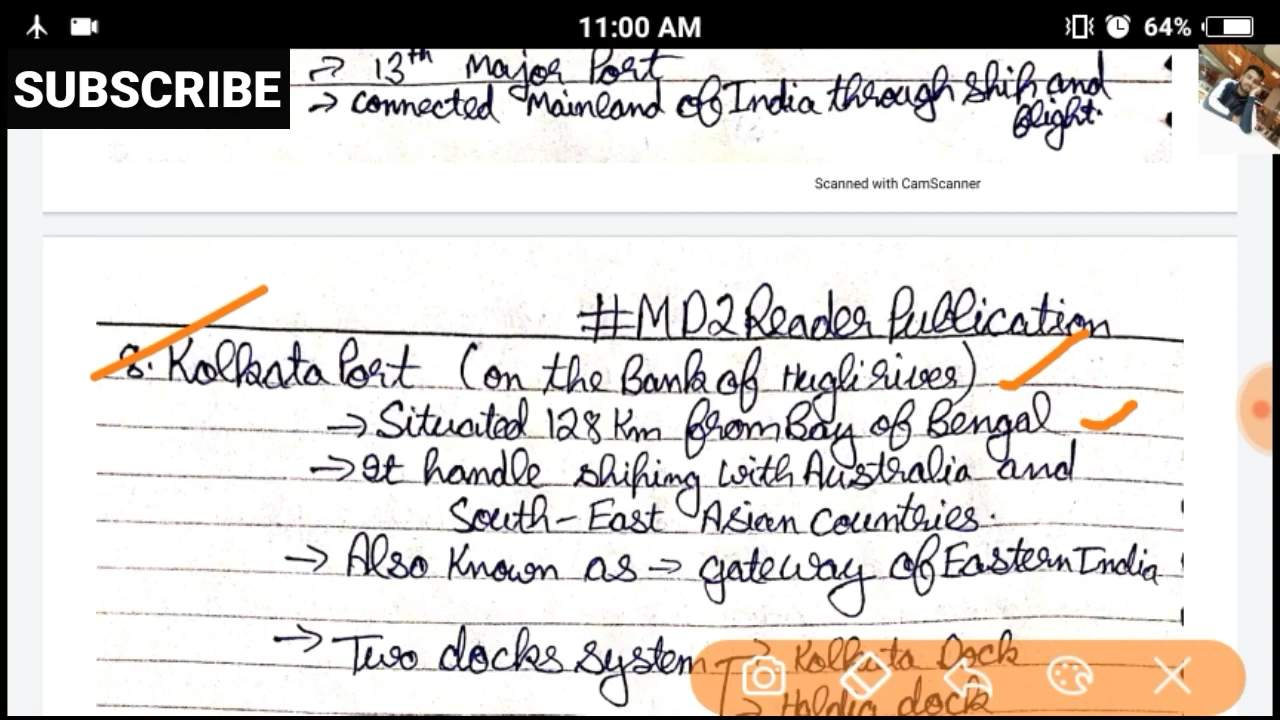 11:00 AM
64%
SUBSCRIBE
→ 13th Major Port
→ connected Mainland of India through ship and
flight.
Scanned with CamScanner
#MD2Reader Publication
8. Kolkata Port (on the Bank of Hugli river)
→ Situated 128 Km from Bay of Bengal
→ It handle shiping with Australia and
South-East Asian Countries.
→ Also Known as → gateway of Eastern India
→ Two docks system → Kolkata Dock
→ Haldia dock